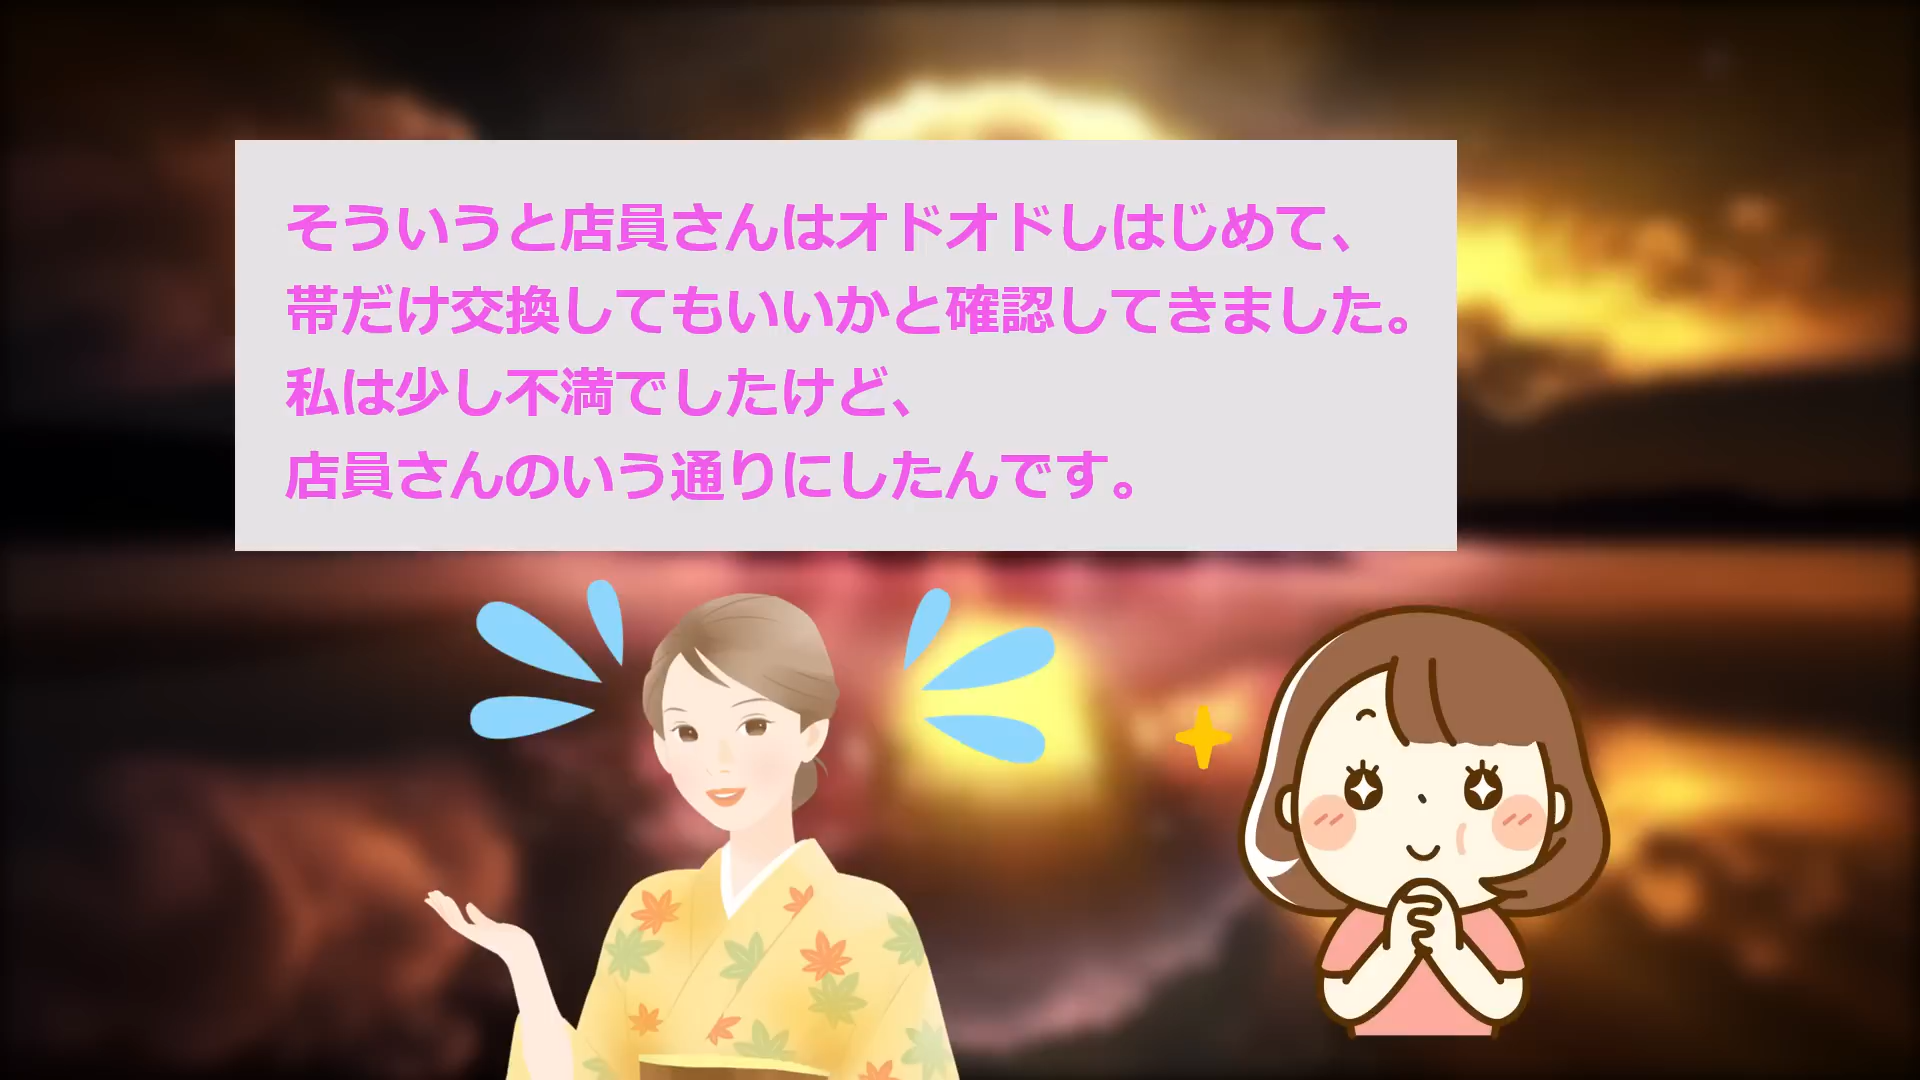 そういうと店員さんはオドオドしはじめて、
帯だけ交換してもいいかと確認してきました。
私は少し不満でしたけど、
店員さんのいう通りにしたんです。